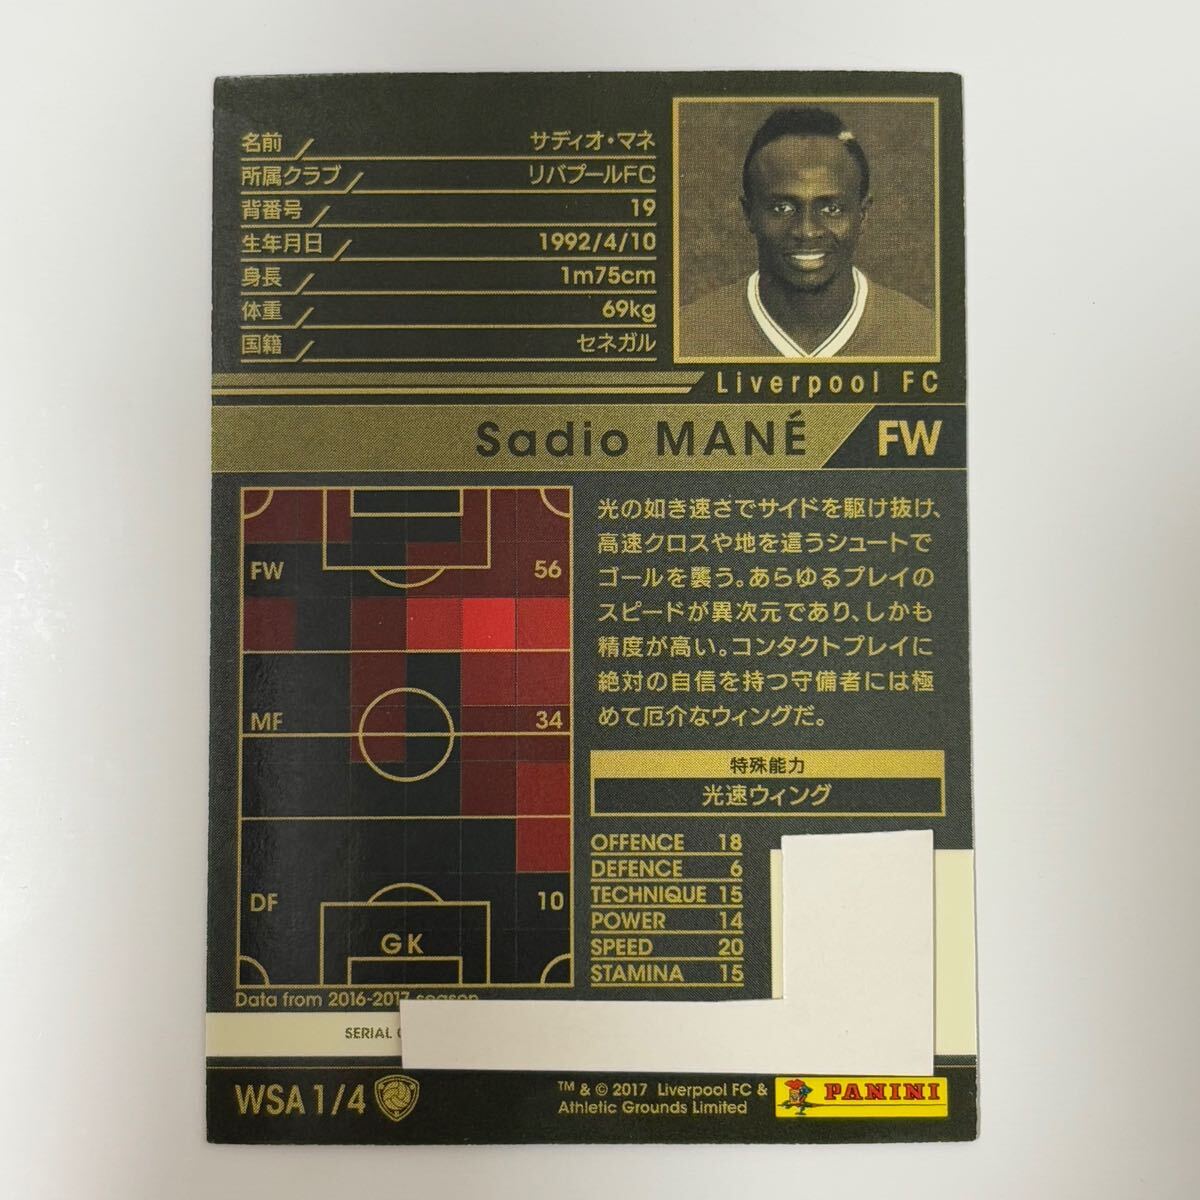 名前 サディオ・マネ
所属クラブ リバプールFC
背番号 19
生年月日 1992/4/10
身長 1m75cm
体重 69kg
国籍 セネガル
Liverpool FC
Sadio MANÉ FW
FW 56
MF 34
DF 10
GK
Data from 2016-2017 season
光の如き速さでサイドを駆け抜け、
高速クロスや地を這うシュートで
ゴールを襲う。あらゆるプレイの
スピードが異次元であり、しかも
精度が高い。コンタクトプレイに
絶対の自信を持つ守備者には極
めて厄介なウィングだ。
特殊能力
光速ウィング
OFFENCE 18
DEFENCE 6
TECHNIQUE 15
POWER 14
SPEED 20
STAMINA 15
SERIAL
WSA 1/4
™ & © 2017 Liverpool FC &
Athletic Grounds Limited
PANINI